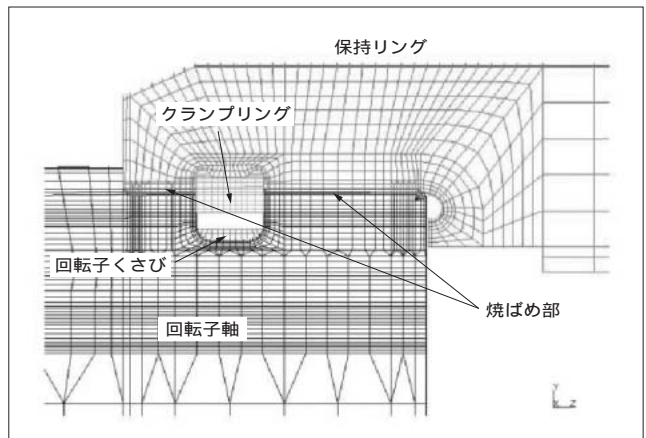 保持リング
クランプリング
回転子くさび
焼ばめ部
回転子軸
Y
X Z